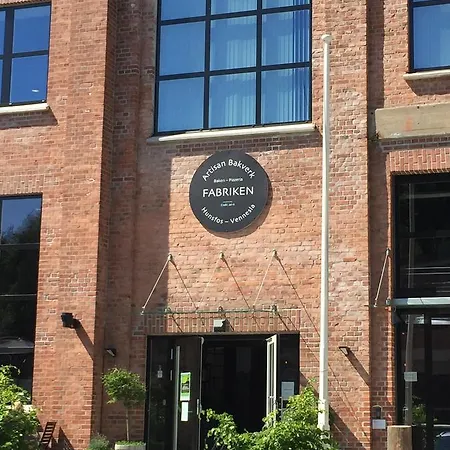 Artisan Bakverk
Bakeri – Pizzeria
FABRIKEN
Hunsfos – Vennesla